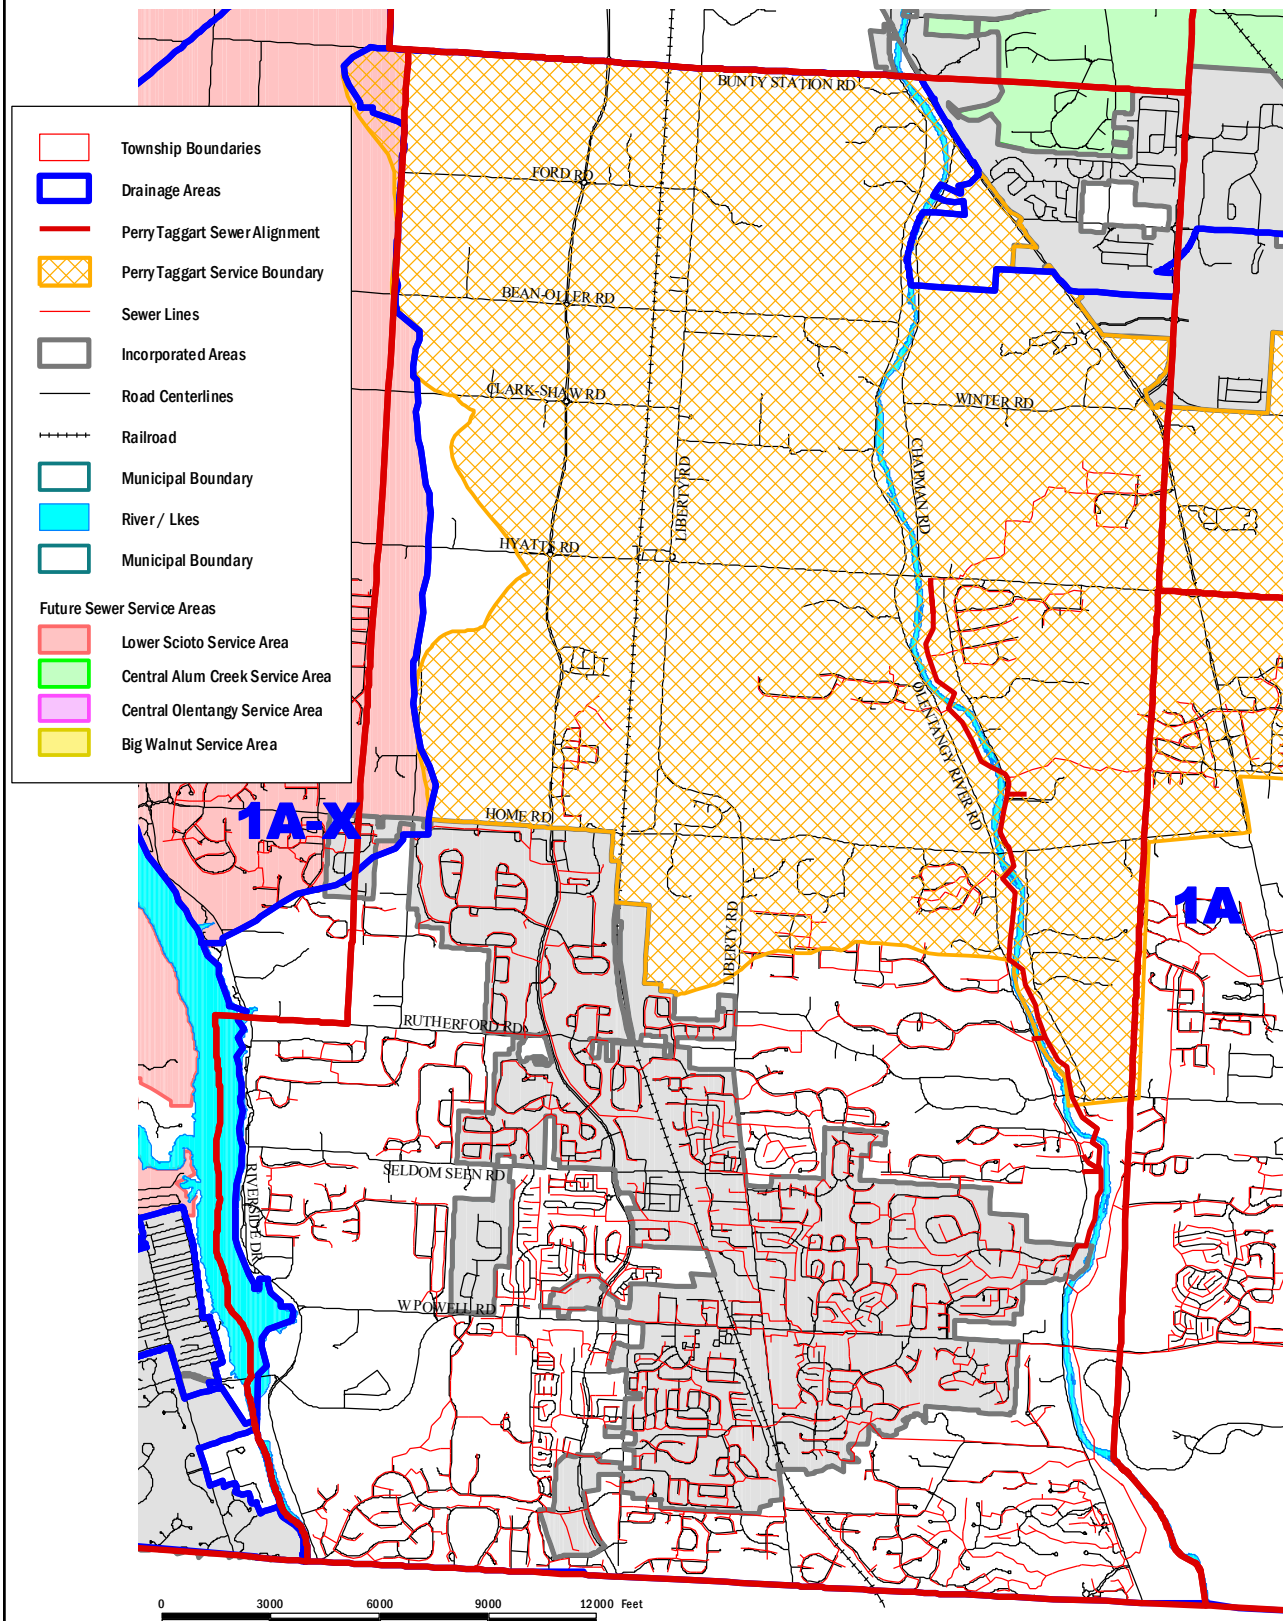 BUNTY STATION RD
Township Boundaries
Drainage Areas
FORD RD
Perry Taggart Sewer Alignment
Perry Taggart Service Boundary
BEAN-OLLER RD
Sewer Lines
Incorporated Areas
CLARK-SHAW RD
WINTER RD
Road Centerlines
Railroad
CHAPMAN RD
Municipal Boundary
LIBERTY RD
River / Lkes
HYATTS RD
Municipal Boundary
Future Sewer Service Areas
Lower Scioto Service Area
Central Alum Creek Service Area
Central Olentangy Service Area
OLENTANGY RIVER RD
Big Walnut Service Area
1A-X
HOME RD
1A
LIBERTY RD
RUTHERFORD RD
SELDOM SEEN RD
RIVERSIDE DR
W POWELL RD
0 3000 6000 9000 12000 Feet